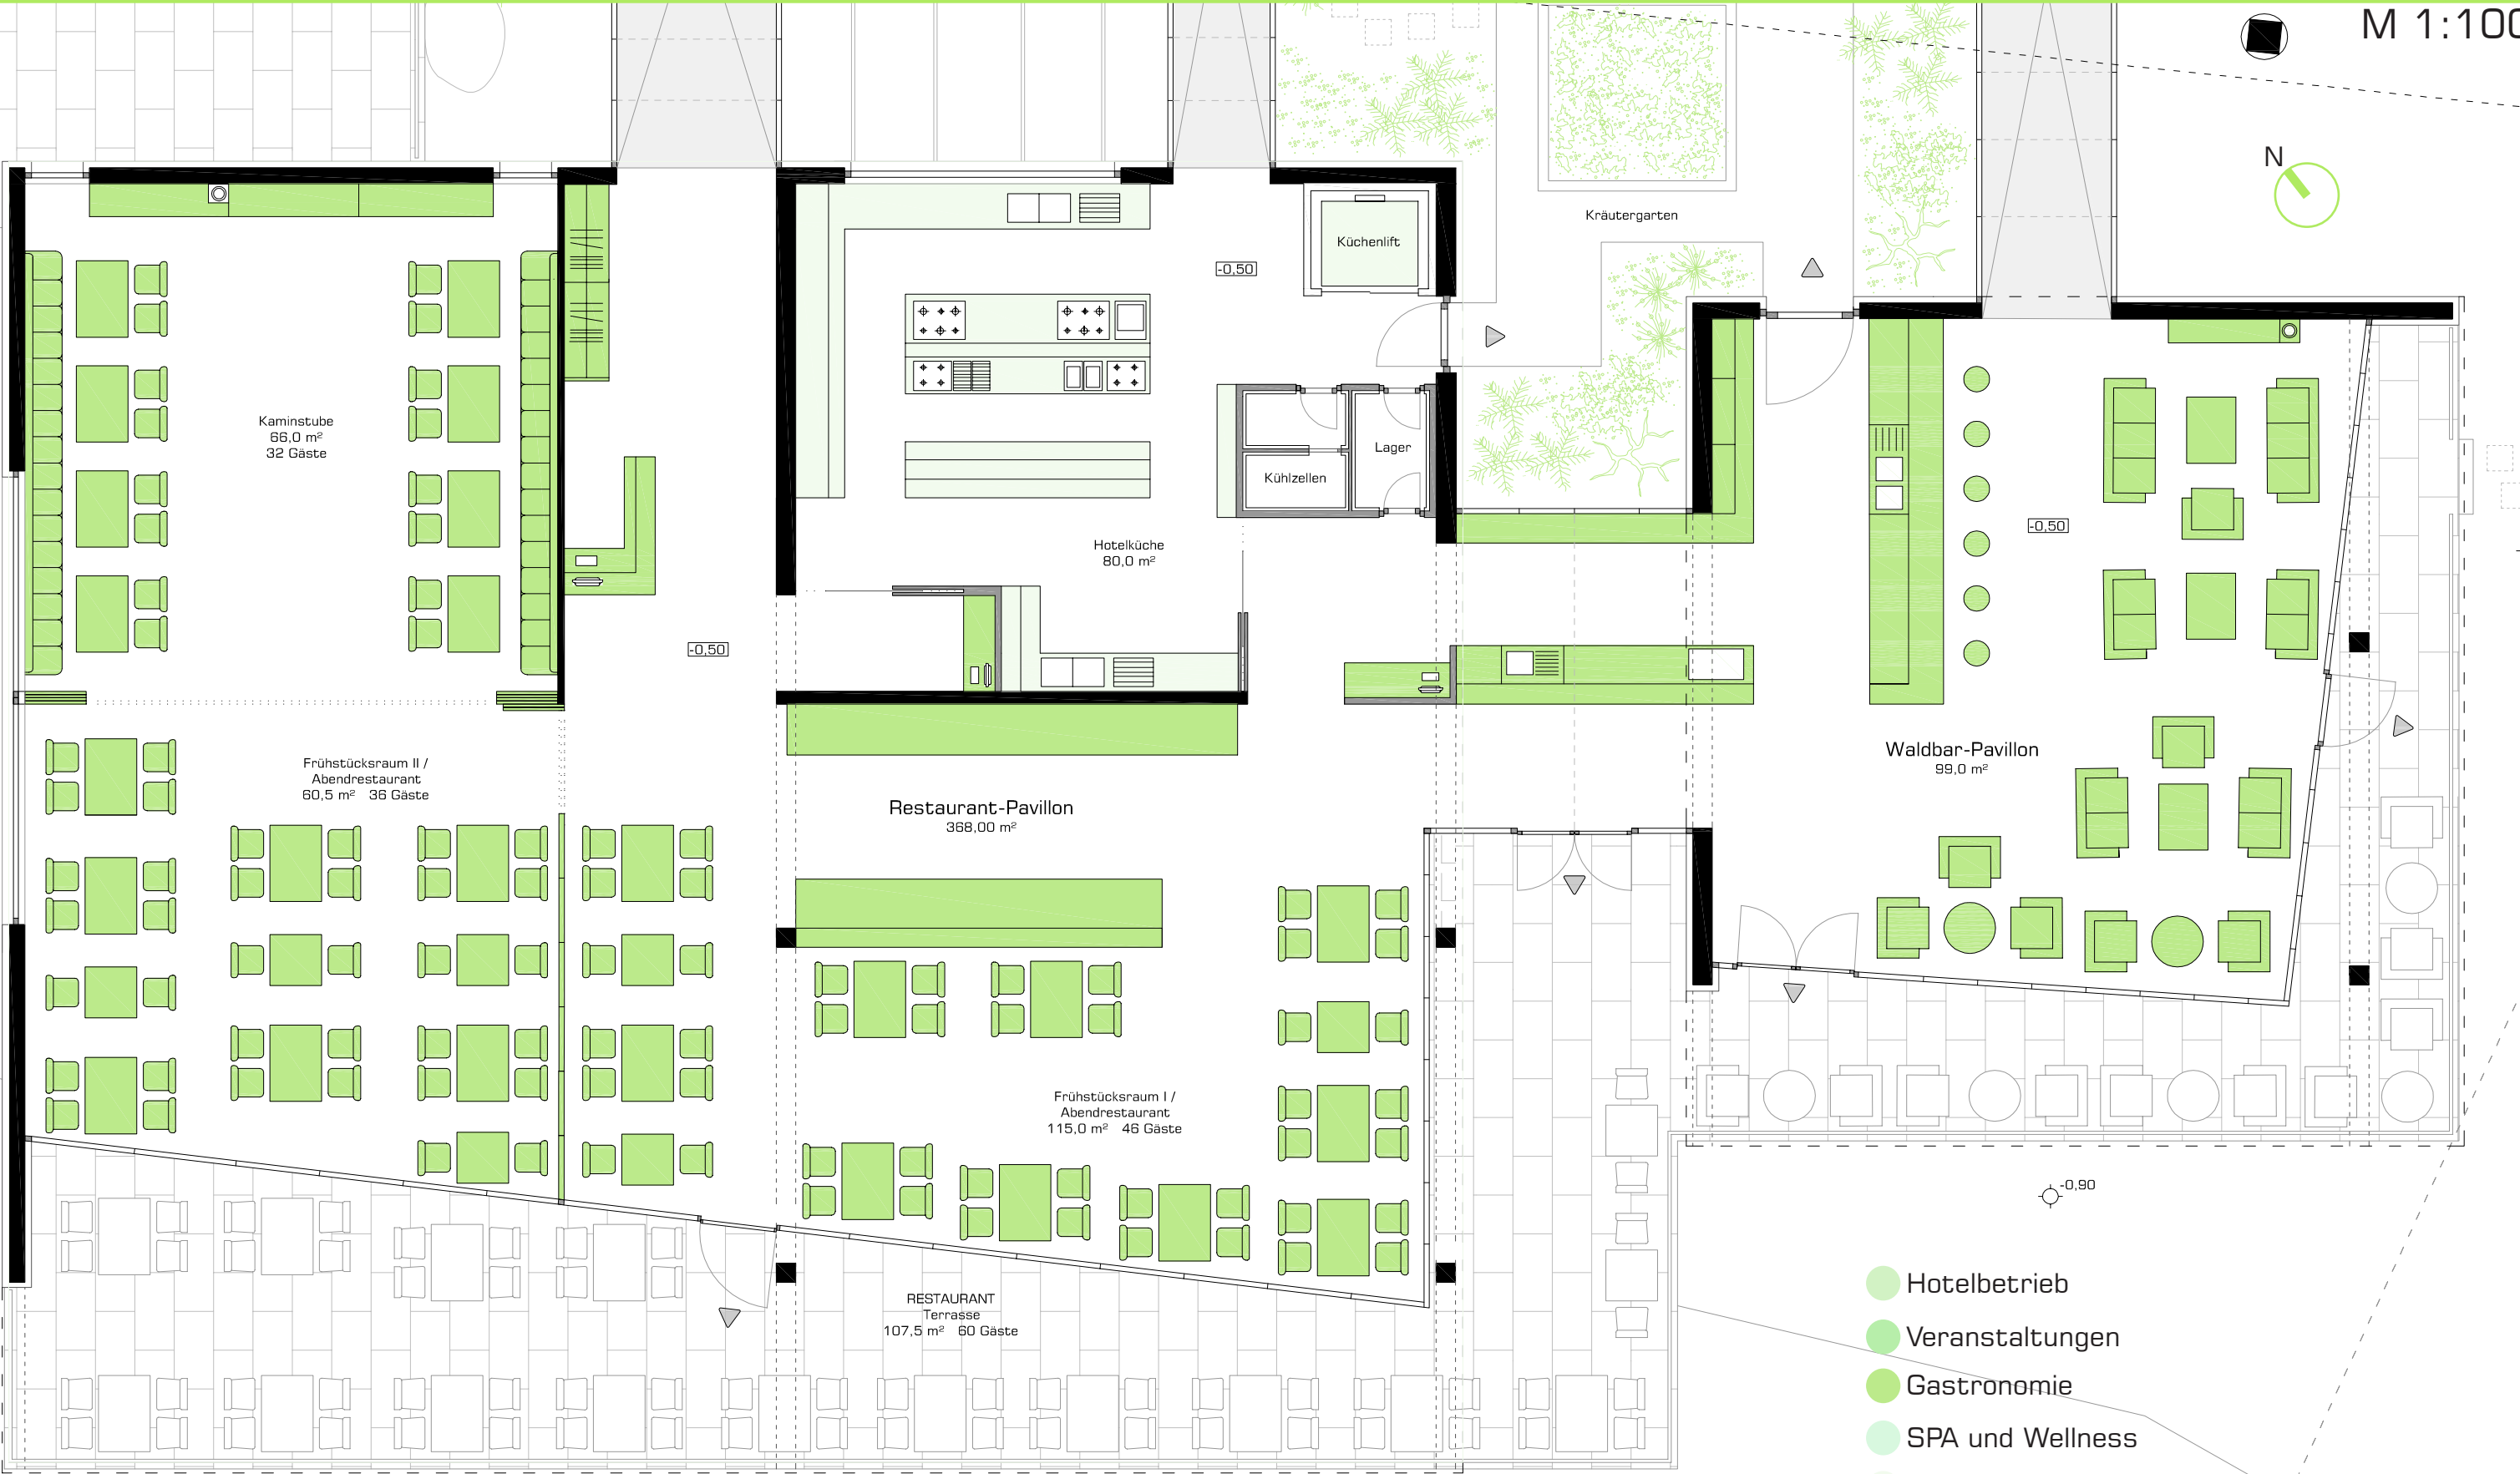 M 1:100
N
Kräutergarten
Küchenlift
-0,50
Kaminstube
66,0 m²
32 Gäste
Lager
Kühlzellen
-0,50
Hotelküche
80,0 m²
-0,50
Waldbar-Pavillon
99,0 m²
Frühstücksraum II /
Abendrestaurant
60,5 m² 36 Gäste
Restaurant-Pavillon
368,00 m²
Frühstücksraum I /
Abendrestaurant
115,0 m² 46 Gäste
-0,90
RESTAURANT
Terrasse
107,5 m² 60 Gäste
Hotelbetrieb
Veranstaltungen
Gastronomie
SPA und Wellness